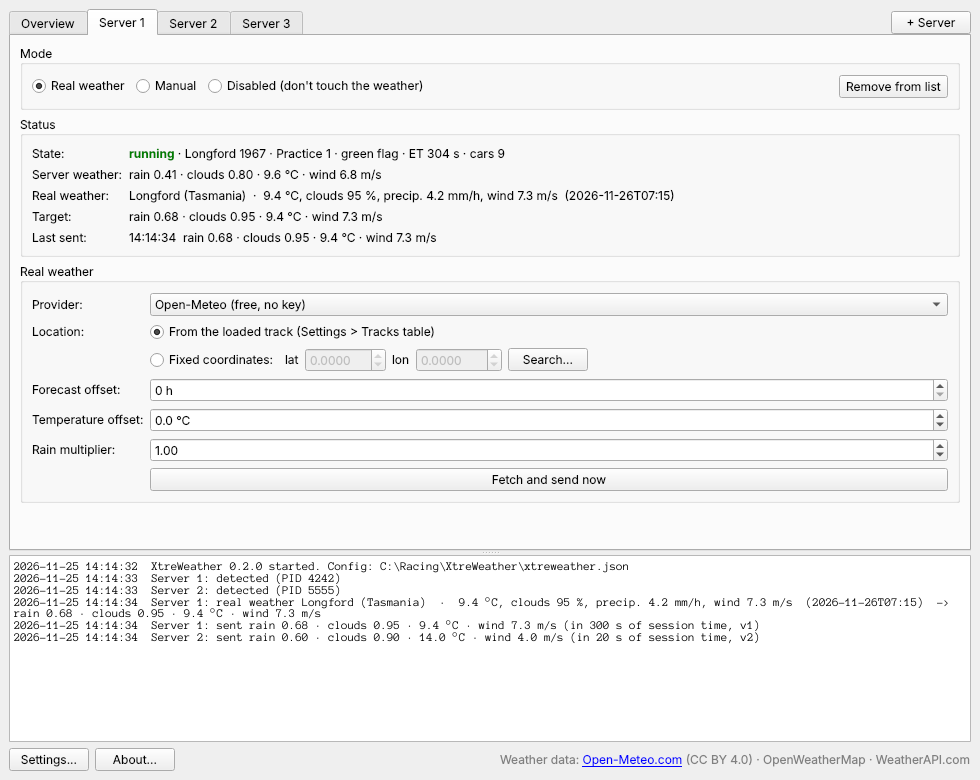 Overview Server 1 Server 2 Server 3 + Server
Mode
Real weather Manual Disabled (don't touch the weather) Remove from list
Status
State: running · Longford 1967 · Practice 1 · green flag · ET 304 s · cars 9
Server weather: rain 0.41 · clouds 0.80 · 9.6 °C · wind 6.8 m/s
Real weather: Longford (Tasmania) · 9.4 °C, clouds 95 %, precip. 4.2 mm/h, wind 7.3 m/s (2026-11-26T07:15)
Target: rain 0.68 · clouds 0.95 · 9.4 °C · wind 7.3 m/s
Last sent: 14:14:34 rain 0.68 · clouds 0.95 · 9.4 °C · wind 7.3 m/s
Real weather
Provider: Open-Meteo (free, no key)
Location: From the loaded track (Settings > Tracks table)
Fixed coordinates: lat 0.0000 lon 0.0000 Search...
Forecast offset: 0 h
Temperature offset: 0.0 °C
Rain multiplier: 1.00
Fetch and send now
2026-11-25 14:14:32 XtreWeather 0.2.0 started. Config: C:\Racing\XtreWeather\xtreweather.json
2026-11-25 14:14:33 Server 1: detected (PID 4242)
2026-11-25 14:14:33 Server 2: detected (PID 5555)
2026-11-25 14:14:34 Server 1: real weather Longford (Tasmania) · 9.4 °C, clouds 95 %, precip. 4.2 mm/h, wind 7.3 m/s (2026-11-26T07:15) ->
rain 0.68 · clouds 0.95 · 9.4 °C · wind 7.3 m/s
2026-11-25 14:14:34 Server 1: sent rain 0.68 · clouds 0.95 · 9.4 °C · wind 7.3 m/s (in 300 s of session time, v1)
2026-11-25 14:14:34 Server 2: sent rain 0.60 · clouds 0.90 · 14.0 °C · wind 4.0 m/s (in 20 s of session time, v2)
Settings... About... Weather data: Open-Meteo.com (CC BY 4.0) · OpenWeatherMap · WeatherAPI.com